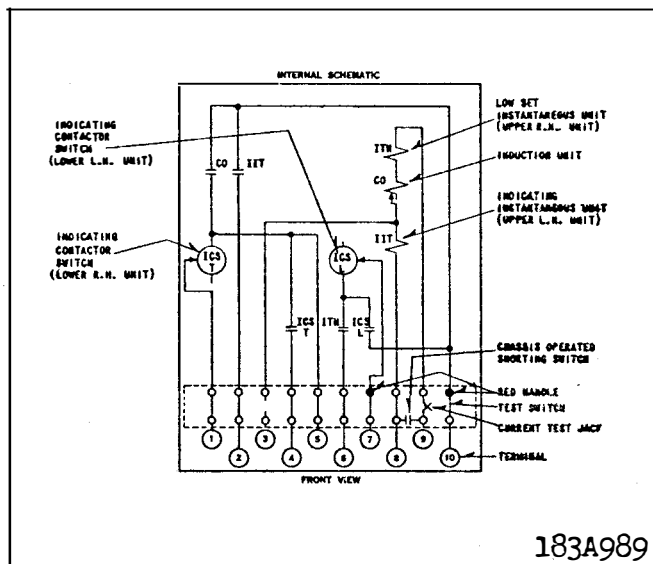 INTERNAL SCHEMATIC
INDICATING
CONTACTOR
SWITCH
(LOWER L.H. UNIT)
LOW SET
INSTANTANEOUS UNIT
(UPPER R.H. UNIT)
ITH
CO
IIT
CO
INDUCTION UNIT
INDICATING
INSTANTANEOUS UNIT
(UPPER L.H. UNIT)
IIT
INDICATING
CONTACTOR
SWITCH
(LOWER R.H. UNIT)
ICS
T
ICS
L
ICS
T
ITH
ICS
L
CHASSIS OPERATED
SHORTING SWITCH
RED HANDLE
TEST SWITCH
CURRENT TEST JACK
TERMINAL
1 2 3 4 5 6 7 8 9 10
FRONT VIEW
183A989